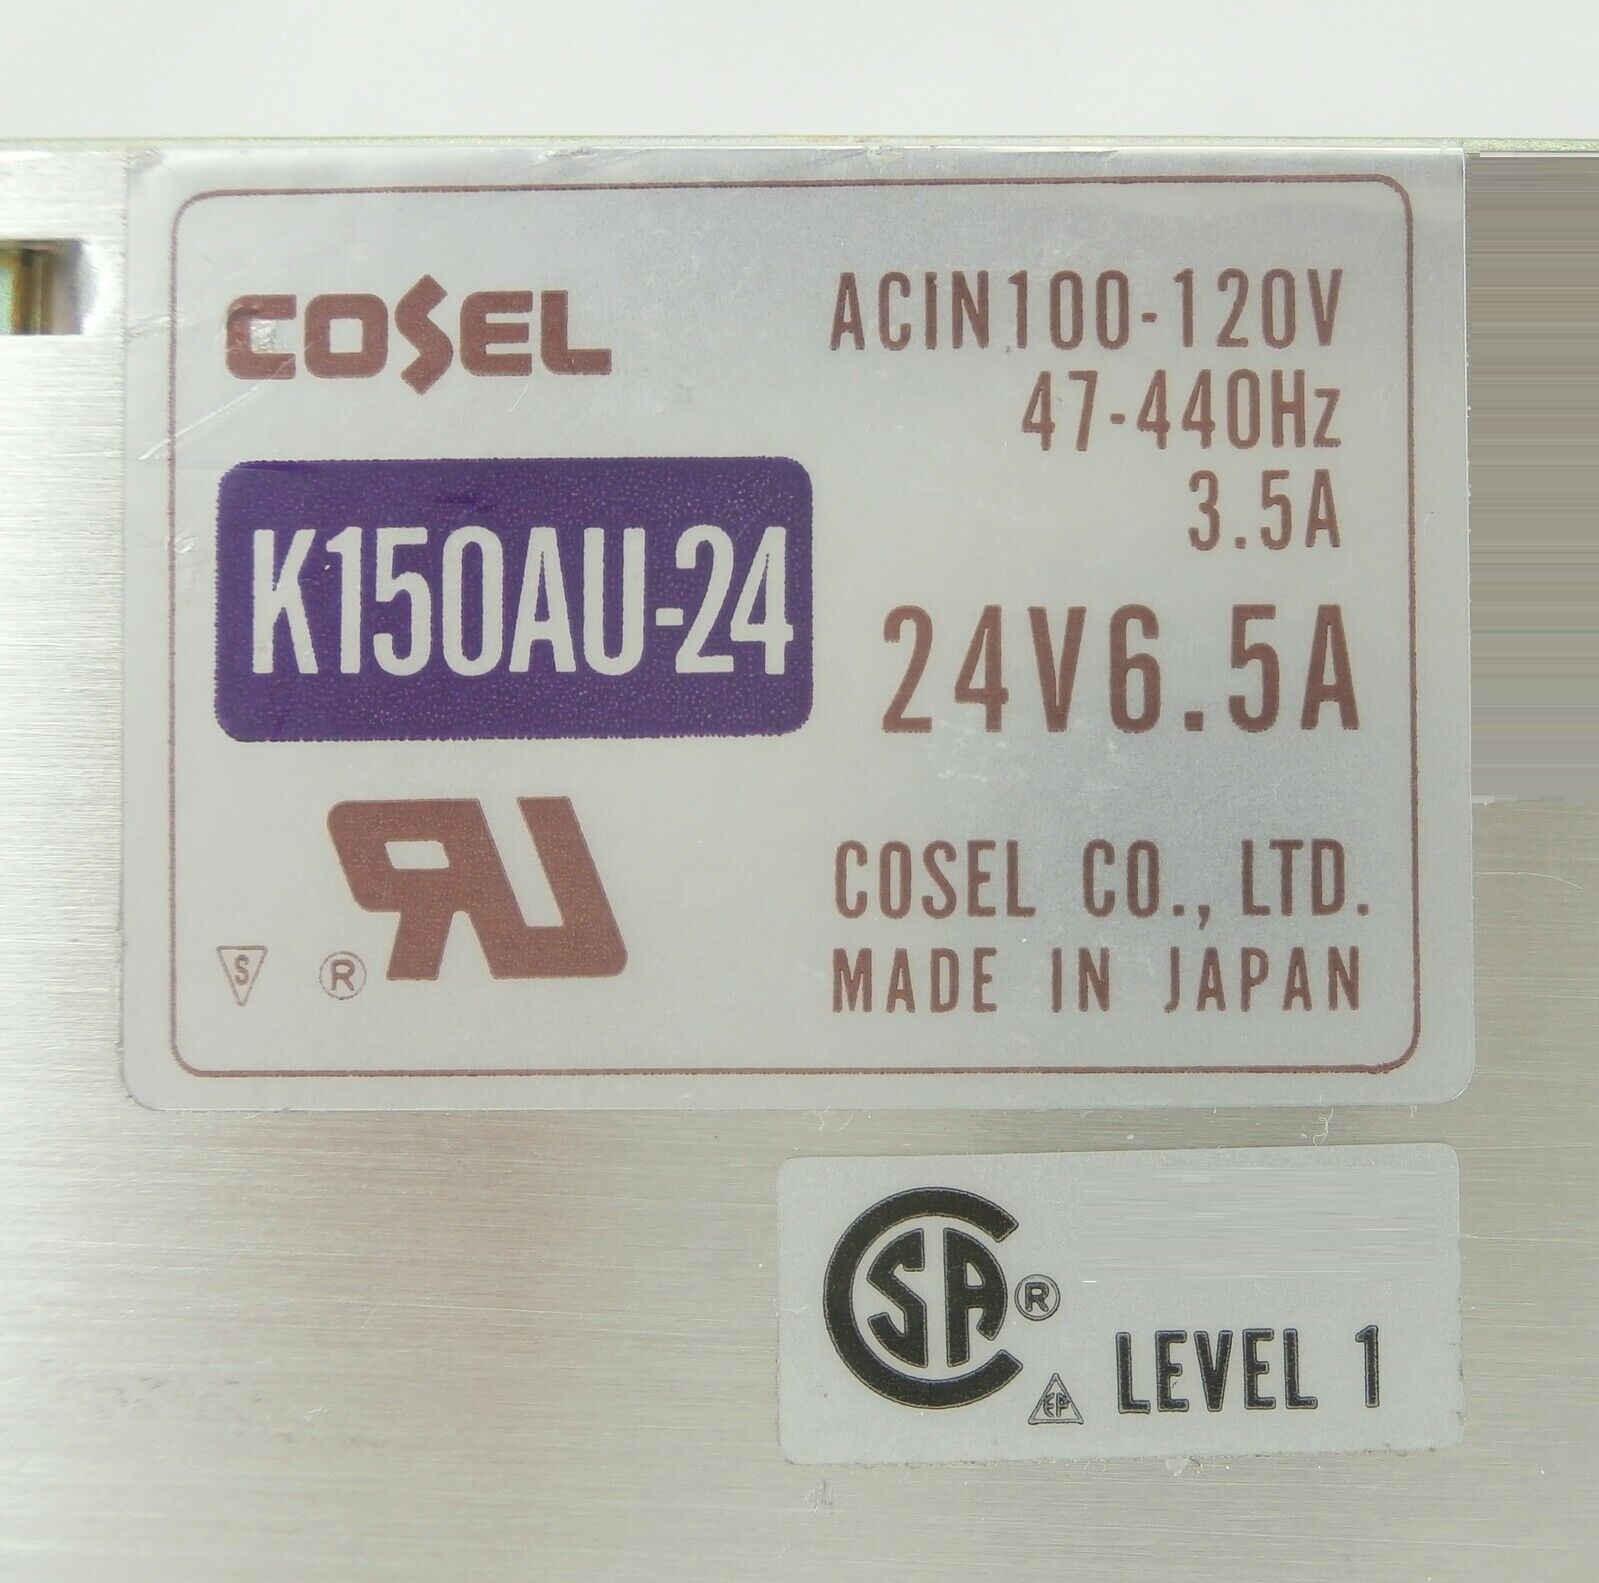 COSEL
K150AU-24
ACIN100-120V
47-440Hz
3.5A
24V6.5A
S
®
RU
COSEL CO., LTD.
MADE IN JAPAN
CSA®
EP
LEVEL 1